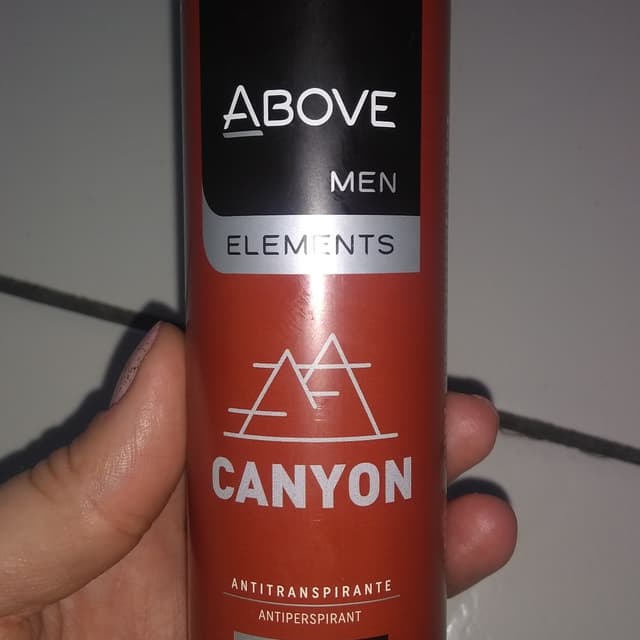 ABOVE
MEN
ELEMENTS
CANYON
ANTITRANSPIRANTE
ANTIPERSPIRANT